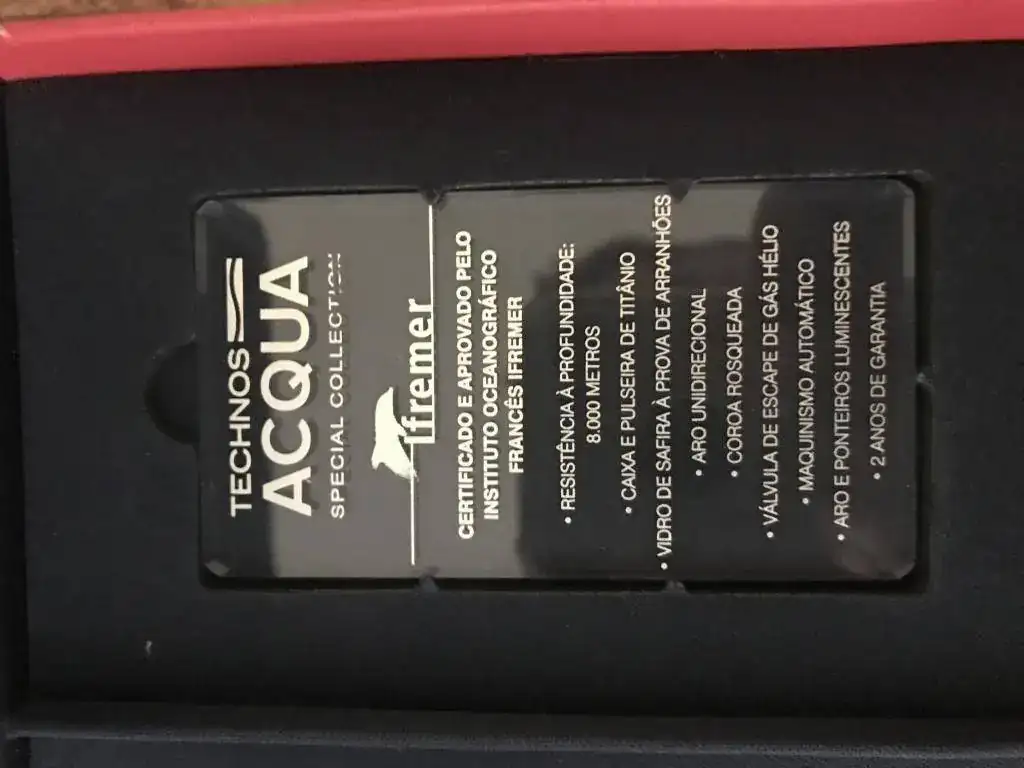 TECHNOS
ACQUA
SPECIAL COLLECTION
Ifremer
CERTIFICADO E APROVADO PELO
INSTITUTO OCEANOGRÁFICO
FRANCÊS IFREMER
• RESISTÊNCIA À PROFUNDIDADE:
8.000 METROS
• CAIXA E PULSEIRA DE TITÂNIO
• VIDRO DE SAFIRA À PROVA DE ARRANHÕES
• ARO UNIDIRECIONAL
• COROA ROSQUEADA
• VÁLVULA DE ESCAPE DE GÁS HÉLIO
• MAQUINISMO AUTOMÁTICO
• ARO E PONTEIROS LUMINESCENTES
• 2 ANOS DE GARANTIA